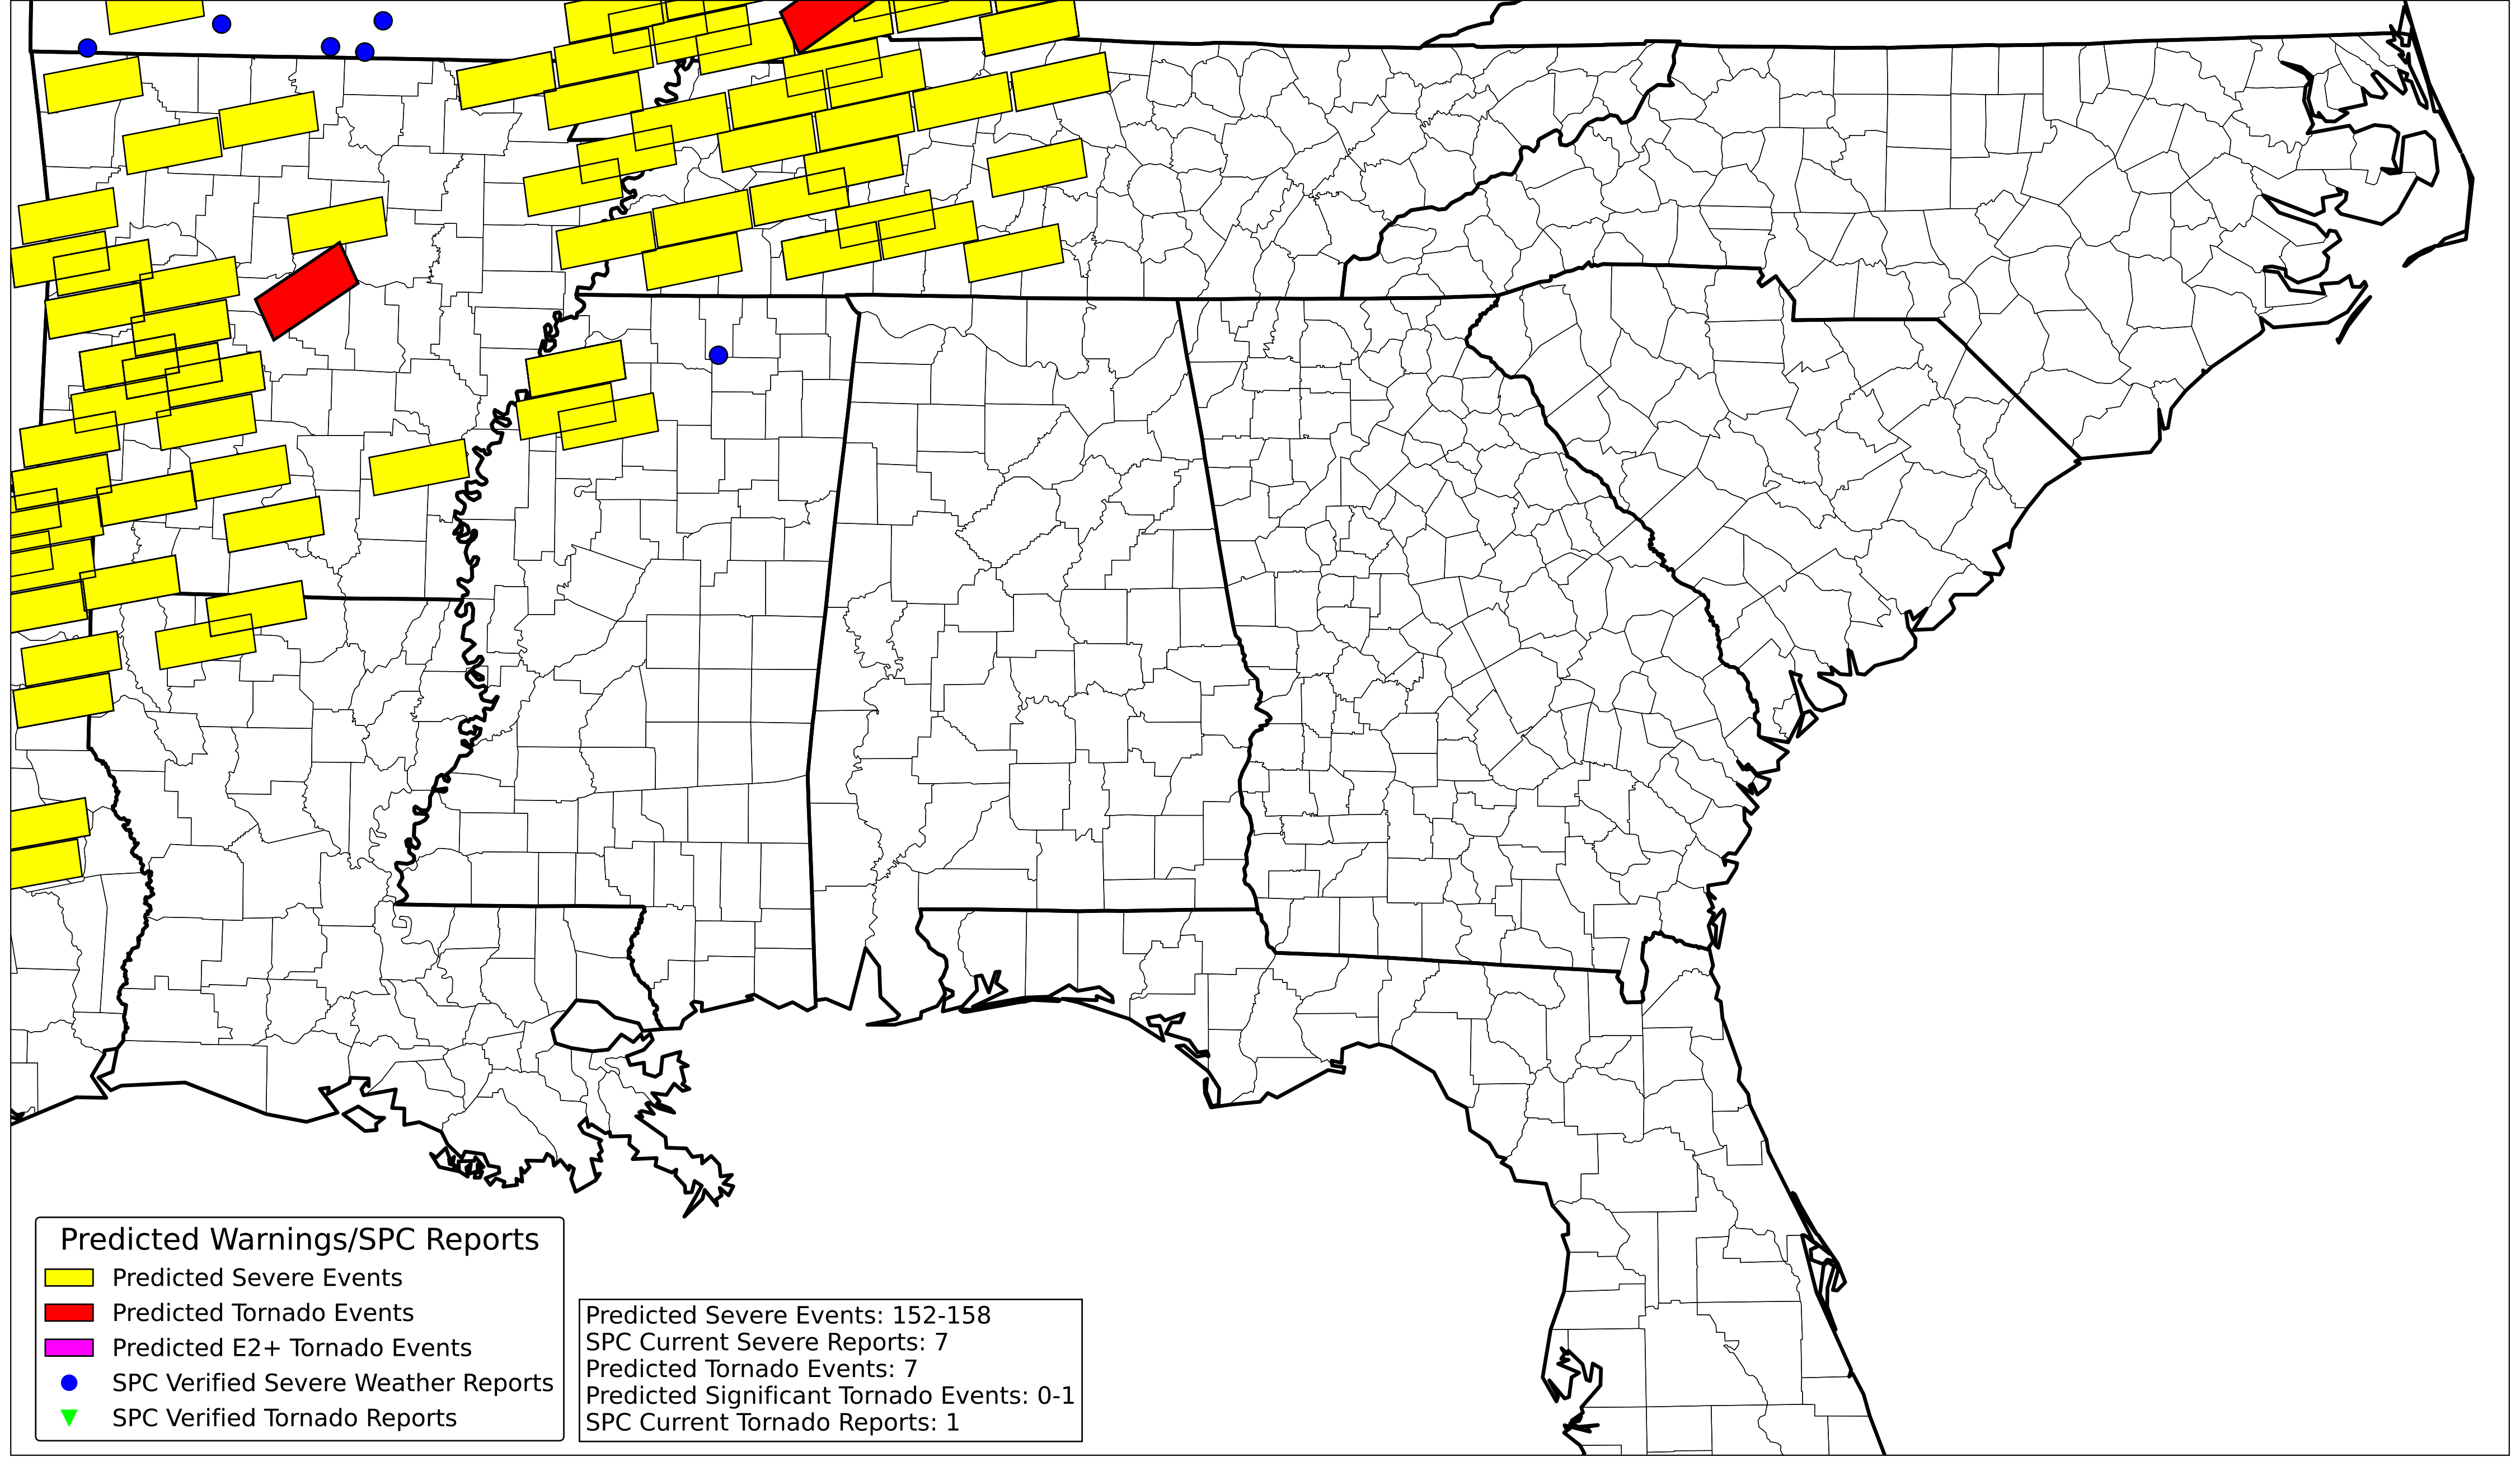 Predicted Warnings/SPC Reports
Predicted Severe Events
Predicted Tornado Events
Predicted E2+ Tornado Events
SPC Verified Severe Weather Reports
SPC Verified Tornado Reports
Predicted Severe Events: 152-158
SPC Current Severe Reports: 7
Predicted Tornado Events: 7
Predicted Significant Tornado Events: 0-1
SPC Current Tornado Reports: 1